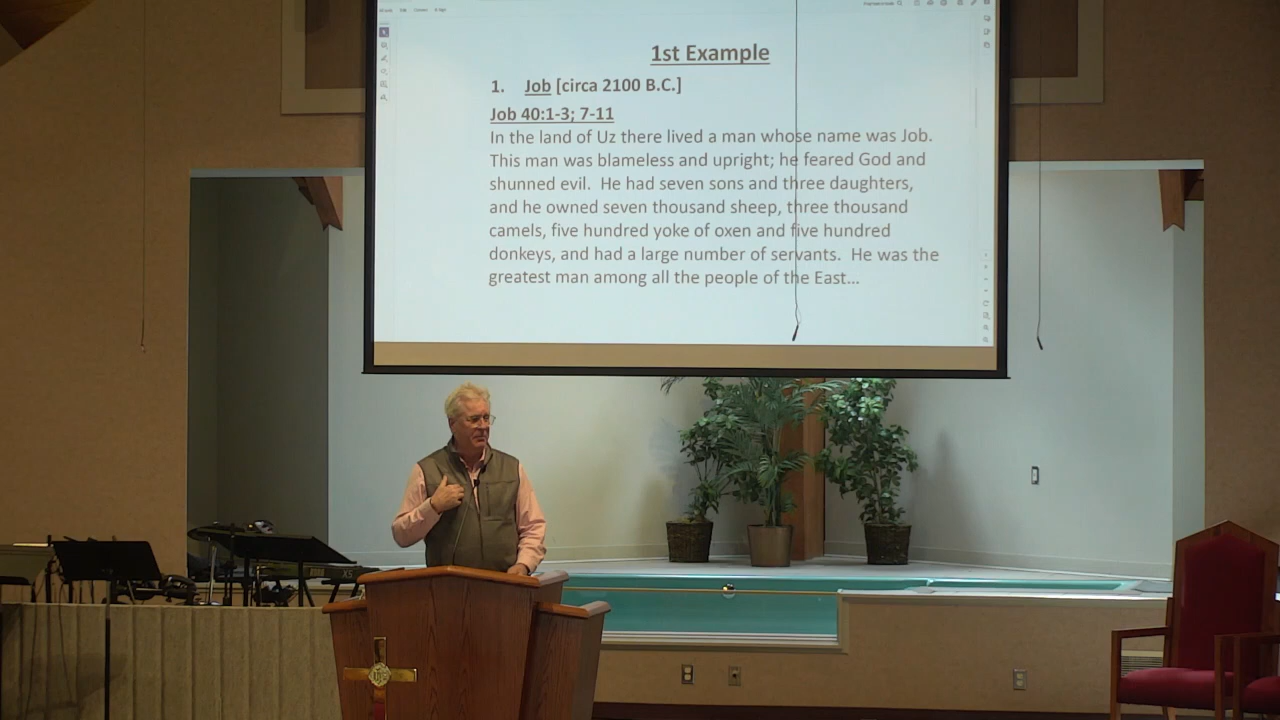 1st Example
1. Job [circa 2100 B.C.]
Job 40:1-3; 7-11
In the land of Uz there lived a man whose name was Job.
This man was blameless and upright; he feared God and
shunned evil. He had seven sons and three daughters,
and he owned seven thousand sheep, three thousand
camels, five hundred yoke of oxen and five hundred
donkeys, and had a large number of servants. He was the
greatest man among all the people of the East...